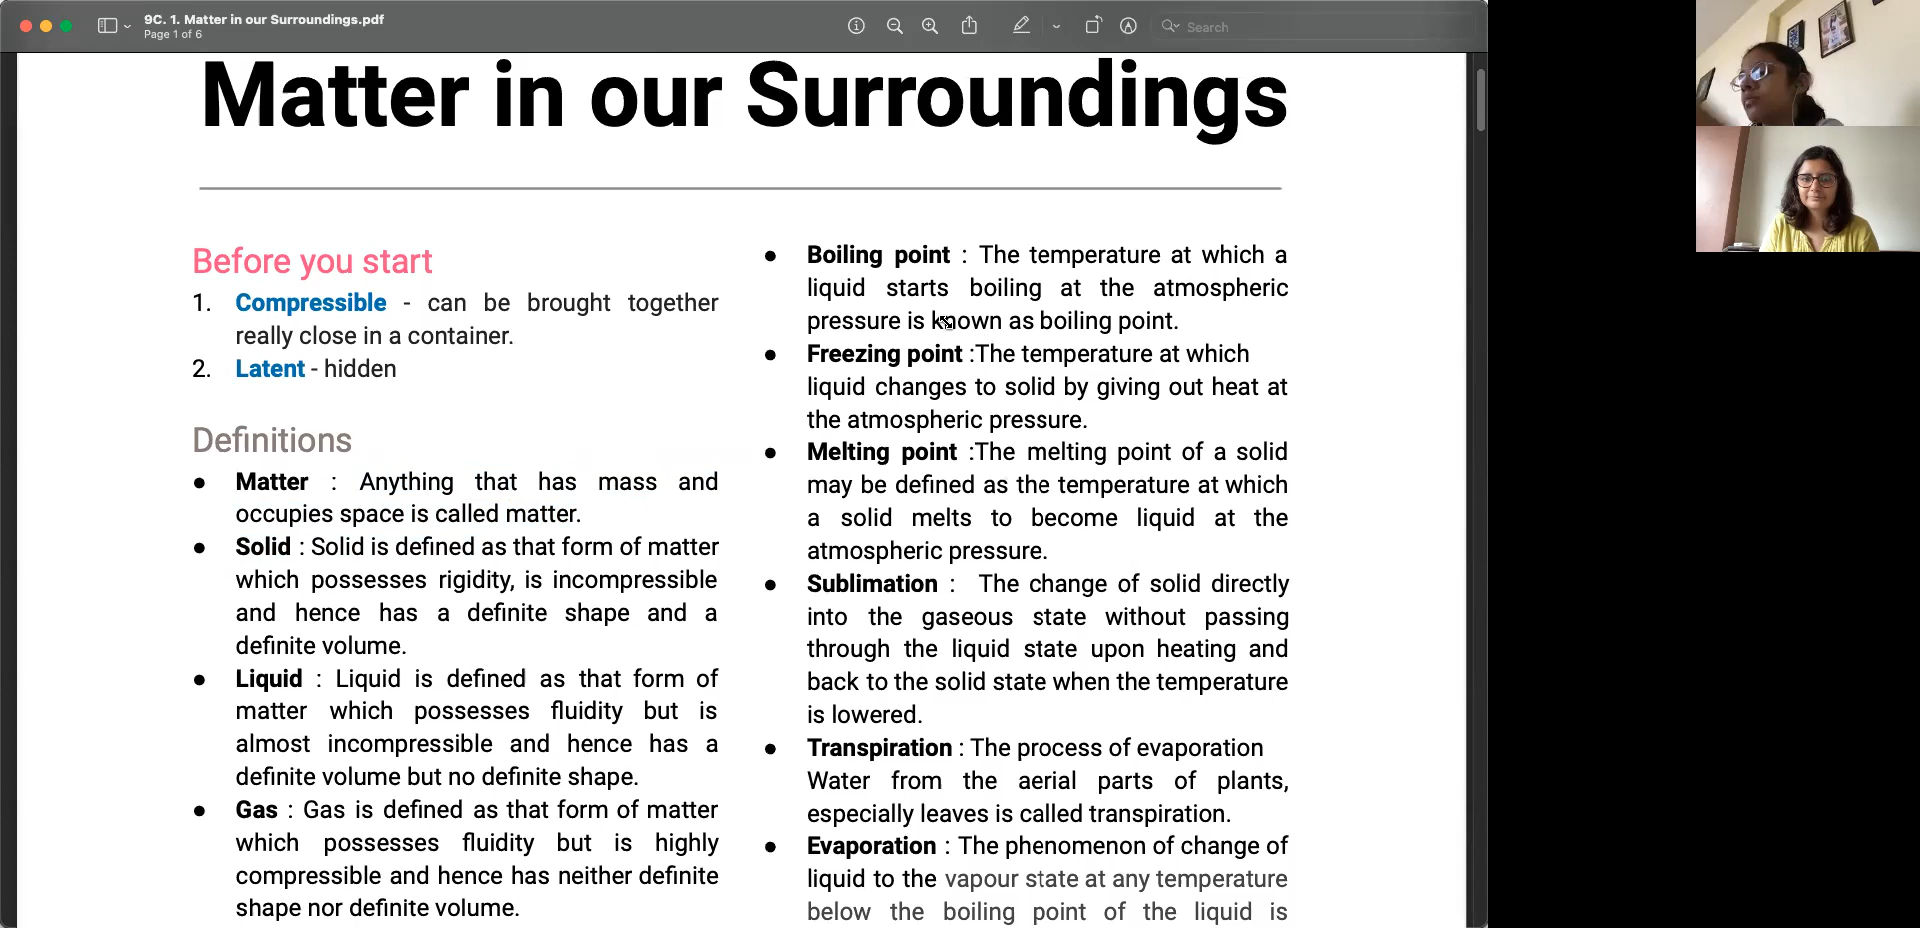 9C. 1. Matter in our Surroundings.pdf
Page 1 of 6
Search
Matter in our Surroundings
Before you start
1. Compressible - can be brought together
really close in a container.
2. Latent - hidden
Definitions
● Matter : Anything that has mass and
occupies space is called matter.
● Solid : Solid is defined as that form of matter
which possesses rigidity, is incompressible
and hence has a definite shape and a
definite volume.
● Liquid : Liquid is defined as that form of
matter which possesses fluidity but is
almost incompressible and hence has a
definite volume but no definite shape.
● Gas : Gas is defined as that form of matter
which possesses fluidity but is highly
compressible and hence has neither definite
shape nor definite volume.
● Boiling point : The temperature at which a
liquid starts boiling at the atmospheric
pressure is known as boiling point.
● Freezing point :The temperature at which
liquid changes to solid by giving out heat at
the atmospheric pressure.
● Melting point :The melting point of a solid
may be defined as the temperature at which
a solid melts to become liquid at the
atmospheric pressure.
● Sublimation : The change of solid directly
into the gaseous state without passing
through the liquid state upon heating and
back to the solid state when the temperature
is lowered.
● Transpiration : The process of evaporation
Water from the aerial parts of plants,
especially leaves is called transpiration.
● Evaporation : The phenomenon of change of
liquid to the vapour state at any temperature
below the boiling point of the liquid is